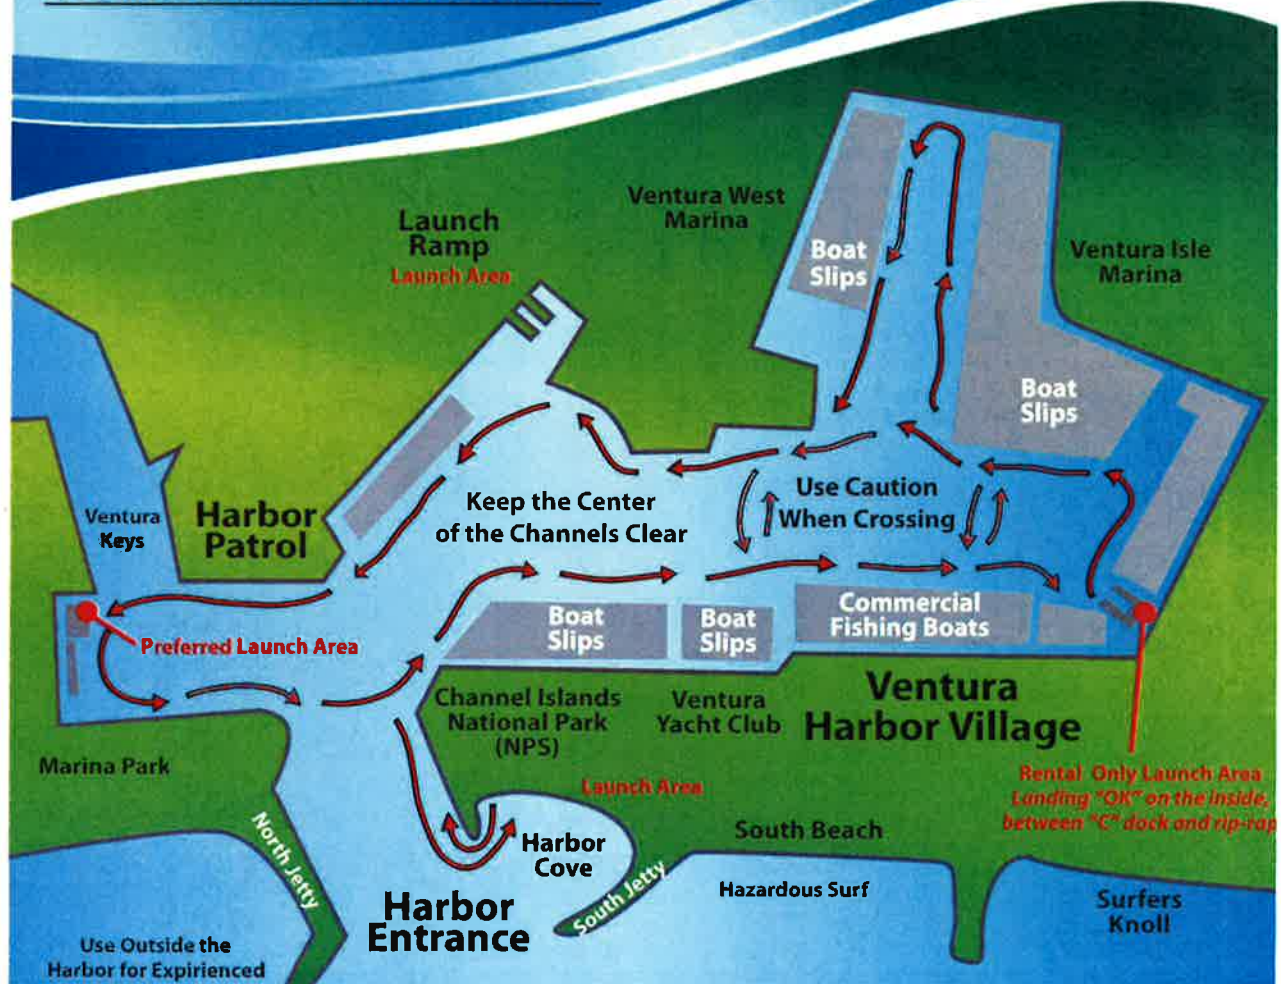 Ventura West
Marina
Launch
Ramp
Launch Area
Boat
Slips
Ventura Isle
Marina
Boat
Slips
Keep the Center
of the Channels Clear
Use Caution
When Crossing
Ventura
Keys
Harbor
Patrol
Preferred Launch Area
Boat
Slips
Boat
Slips
Commercial
Fishing Boats
Channel Islands
National Park
(NPS)
Ventura
Yacht Club
Ventura
Harbor Village
Marina Park
Launch Area
Rental Only Launch Area
Landing "OK" on the inside,
between "C" dock and rip-rap
North Jetty
Harbor
Cove
South Beach
South Jetty
Hazardous Surf
Harbor
Entrance
Surfers
Knoll
Use Outside the
Harbor for Expirienced